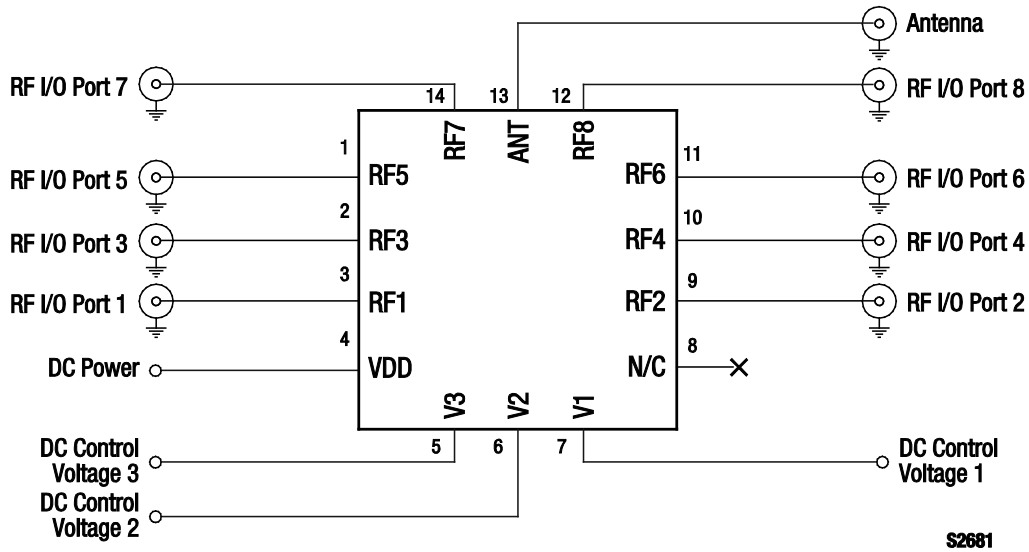 Antenna
RF I/O Port 7
RF I/O Port 8
14
13
12
RF7
ANT
RF8
1
11
RF I/O Port 5
RF5
RF6
RF I/O Port 6
2
10
RF I/O Port 3
RF3
RF4
RF I/O Port 4
3
9
RF I/O Port 1
RF1
RF2
RF I/O Port 2
4
8
DC Power
VDD
N/C
V3
V2
V1
5
6
7
DC Control
Voltage 3
DC Control
Voltage 1
DC Control
Voltage 2
S2681